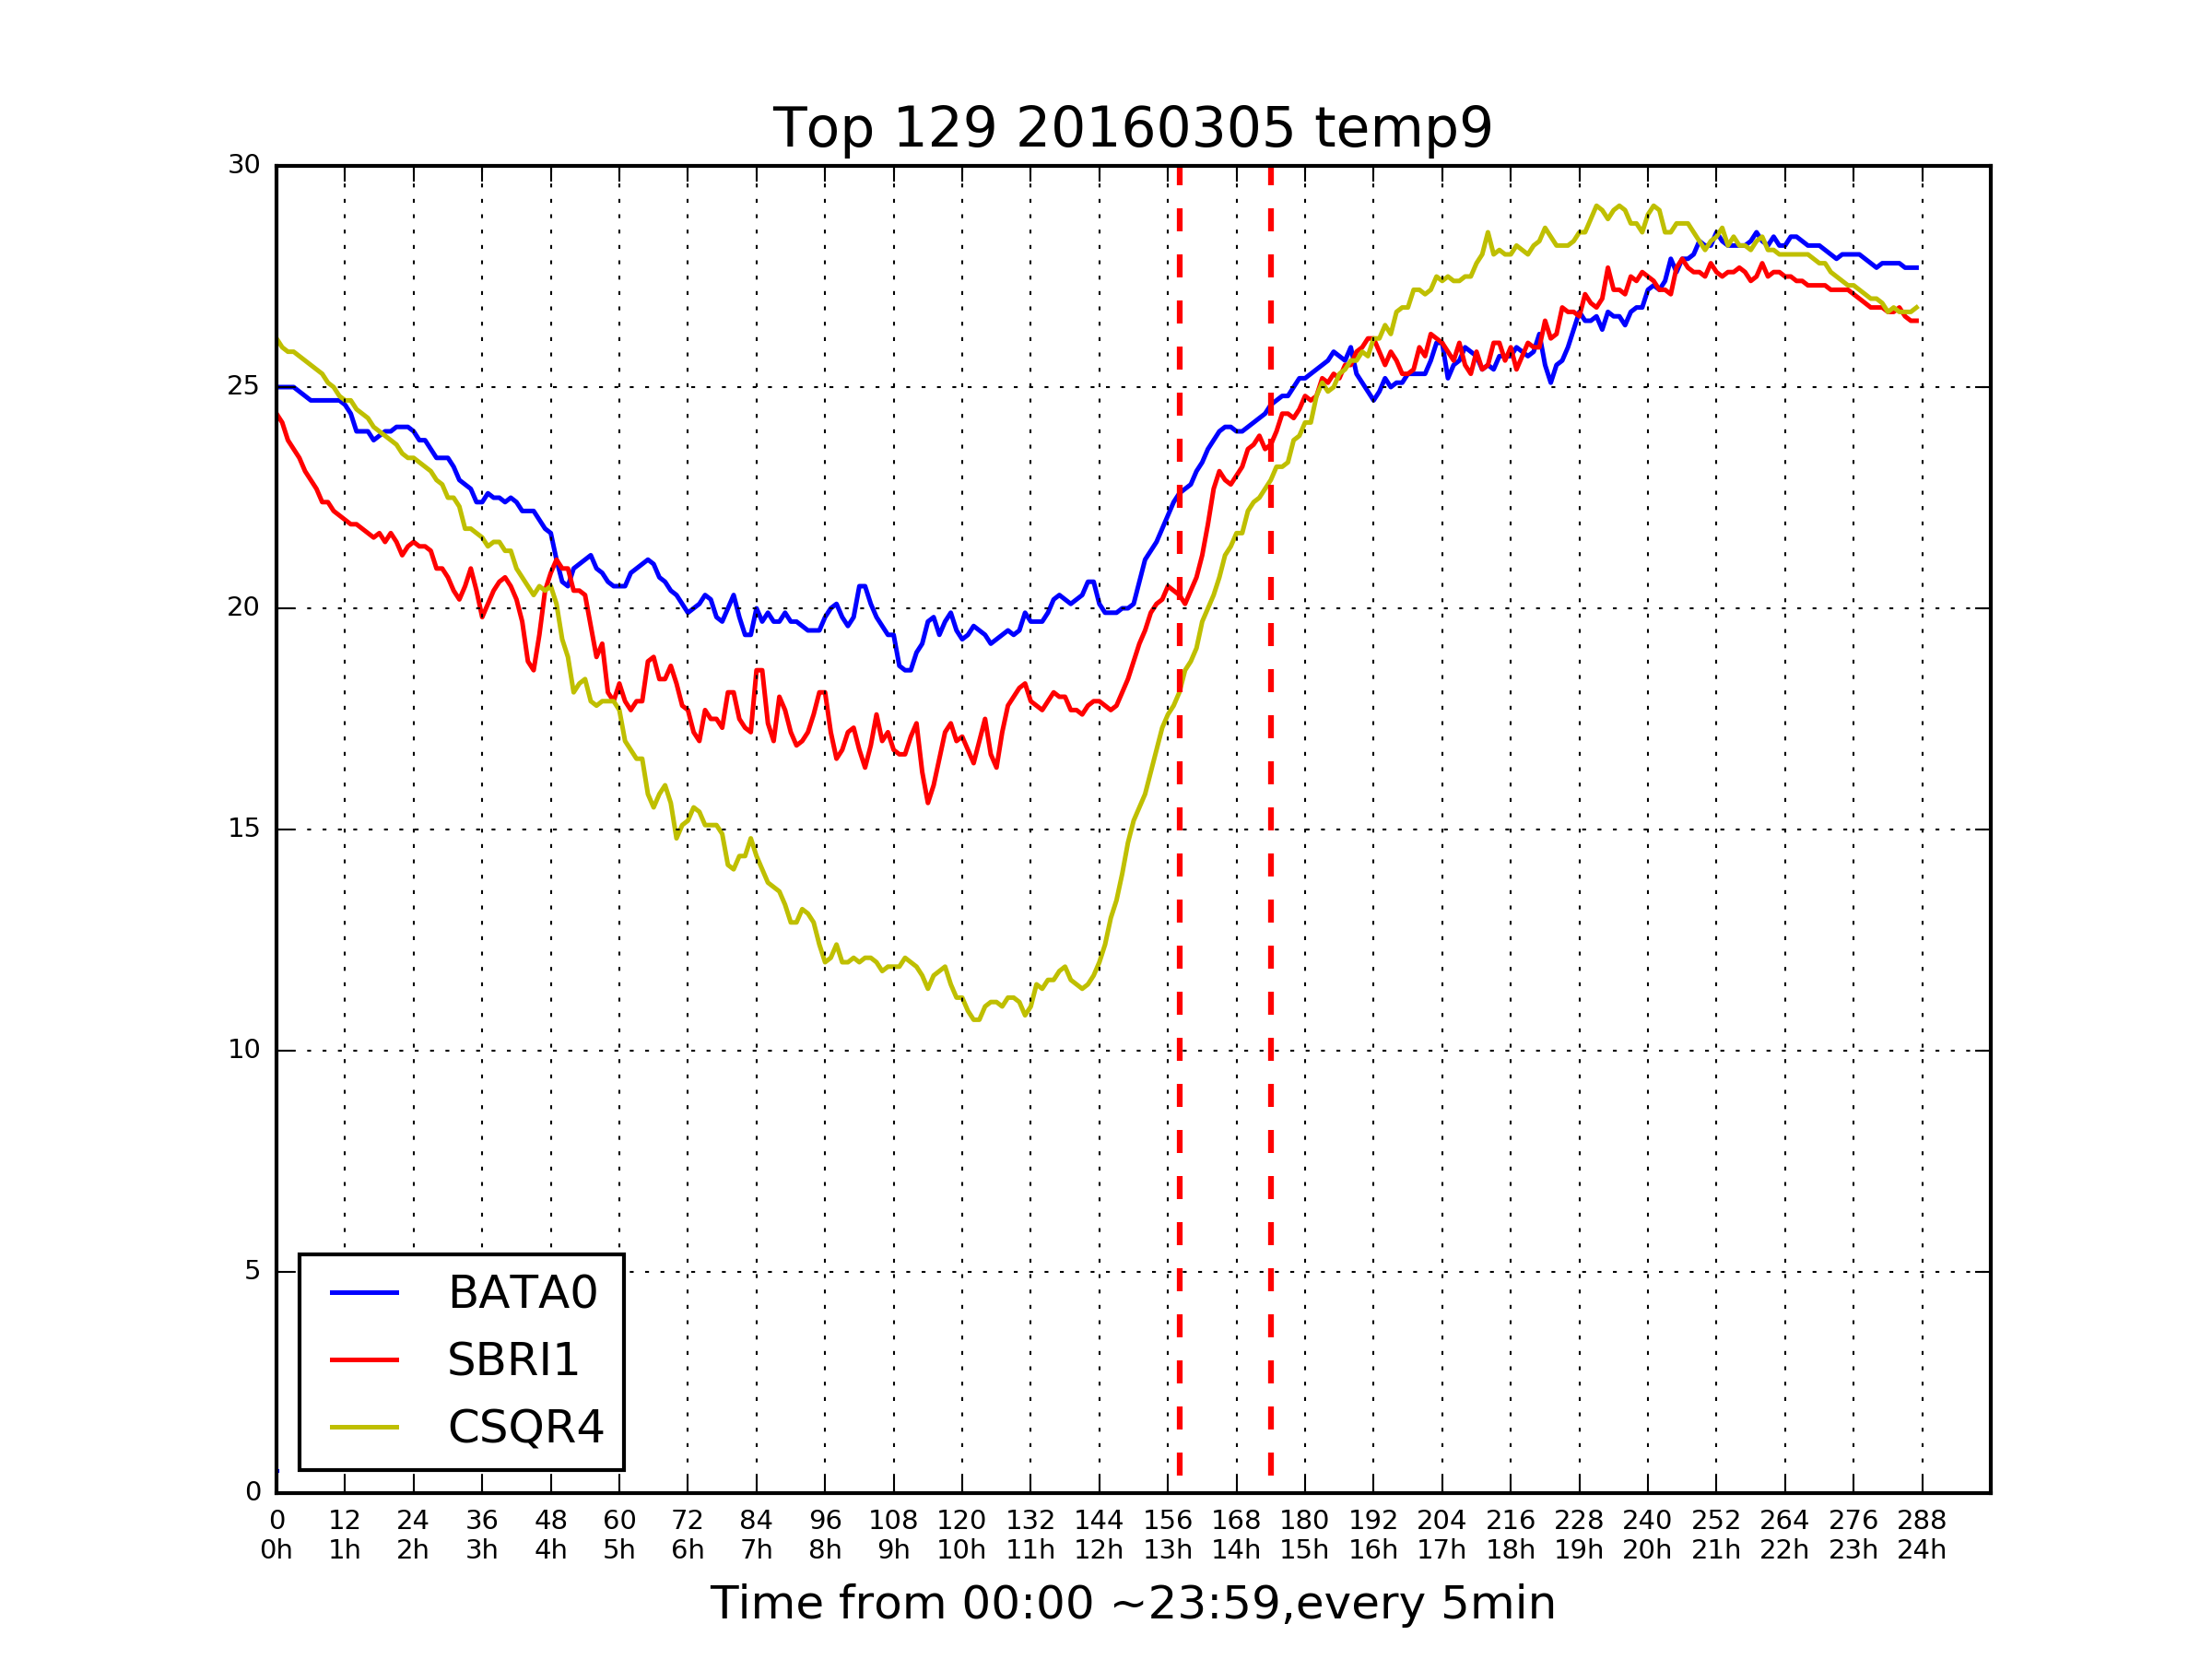 Top 129 20160305 temp9
30
25
20
15
10
5
0
BATA0
SBRI1
CSQR4
0 12 24 36 48 60 72 84 96 108 120 132 144 156 168 180 192 204 216 228 240 252 264 276 288
0h 1h 2h 3h 4h 5h 6h 7h 8h 9h 10h 11h 12h 13h 14h 15h 16h 17h 18h 19h 20h 21h 22h 23h 24h
Time from 00:00 ~23:59,every 5min